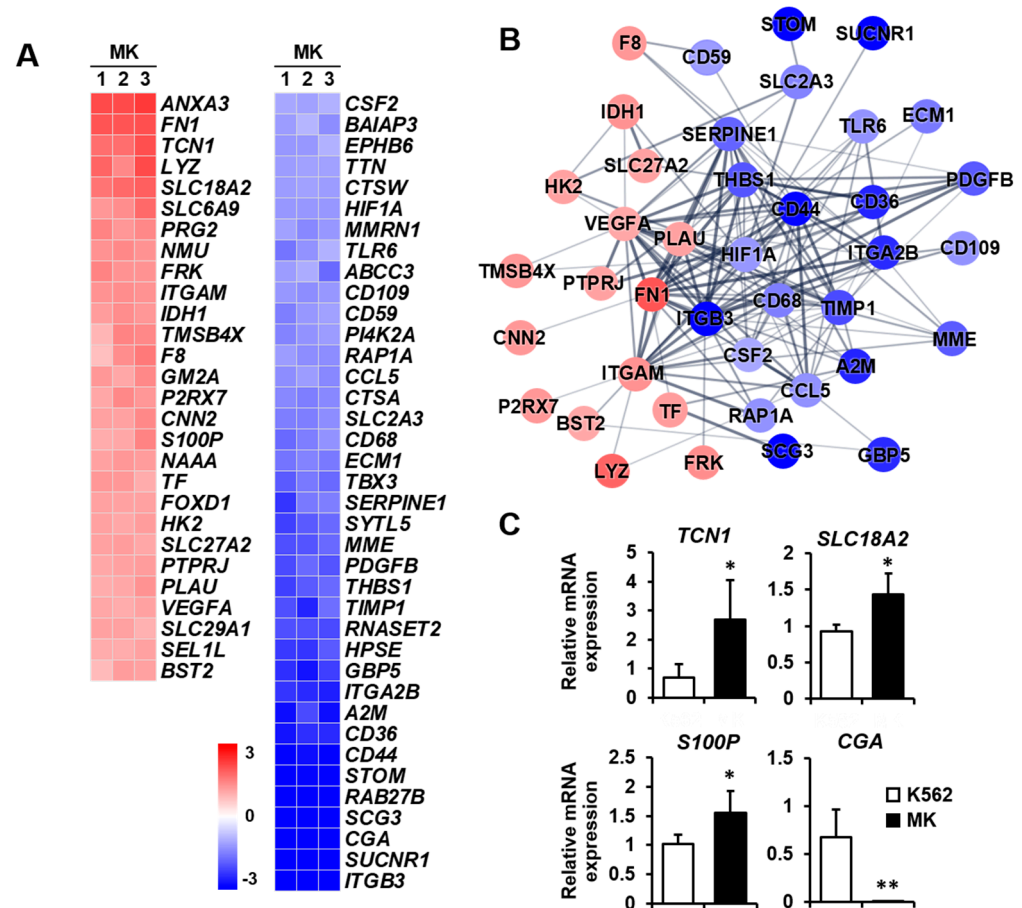 A
MK
1 2 3
ANXA3
FN1
TCN1
LYZ
SLC18A2
SLC6A9
PRG2
NMU
FRK
ITGAM
IDH1
TMSB4X
F8
GM2A
P2RX7
CNN2
S100P
NAAA
TF
FOXD1
HK2
SLC27A2
PTPRJ
PLAU
VEGFA
SLC29A1
SEL1L
BST2
3
0
-3
MK
1 2 3
CSF2
BAIAP3
EPHB6
TTN
CTSW
HIF1A
MMRN1
TLR6
ABCC3
CD109
CD59
PI4K2A
RAP1A
CCL5
CTSA
SLC2A3
CD68
ECM1
TBX3
SERPINE1
SYTL5
MME
PDGFB
THBS1
TIMP1
RNASET2
HPSE
GBP5
ITGA2B
A2M
CD36
CD44
STOM
RAB27B
SCG3
CGA
SUCNR1
ITGB3
B
STOM
SUCNR1
F8
CD59
SLC2A3
IDH1
ECM1
TLR6
SERPINE1
SLC27A2
THBS1
PDGFB
HK2
CD36
CD44
VEGFA
PLAU
HIF1A
ITGA2B
CD109
TMSB4X
PTPRJ
FN1
CD68
TIMP1
ITGB3
CNN2
MME
CSF2
A2M
ITGAM
CCL5
P2RX7
TF
RAP1A
BST2
SCG3
GBP5
LYZ
FRK
C
TCN1
Relative mRNA
expression
5
4
3
2
1
0
*
SLC18A2
2
1.5
1
0.5
0
*
S100P
Relative mRNA
expression
2.5
2
1.5
1
0.5
0
*
CGA
1.5
1
0.5
0
**
K562
MK